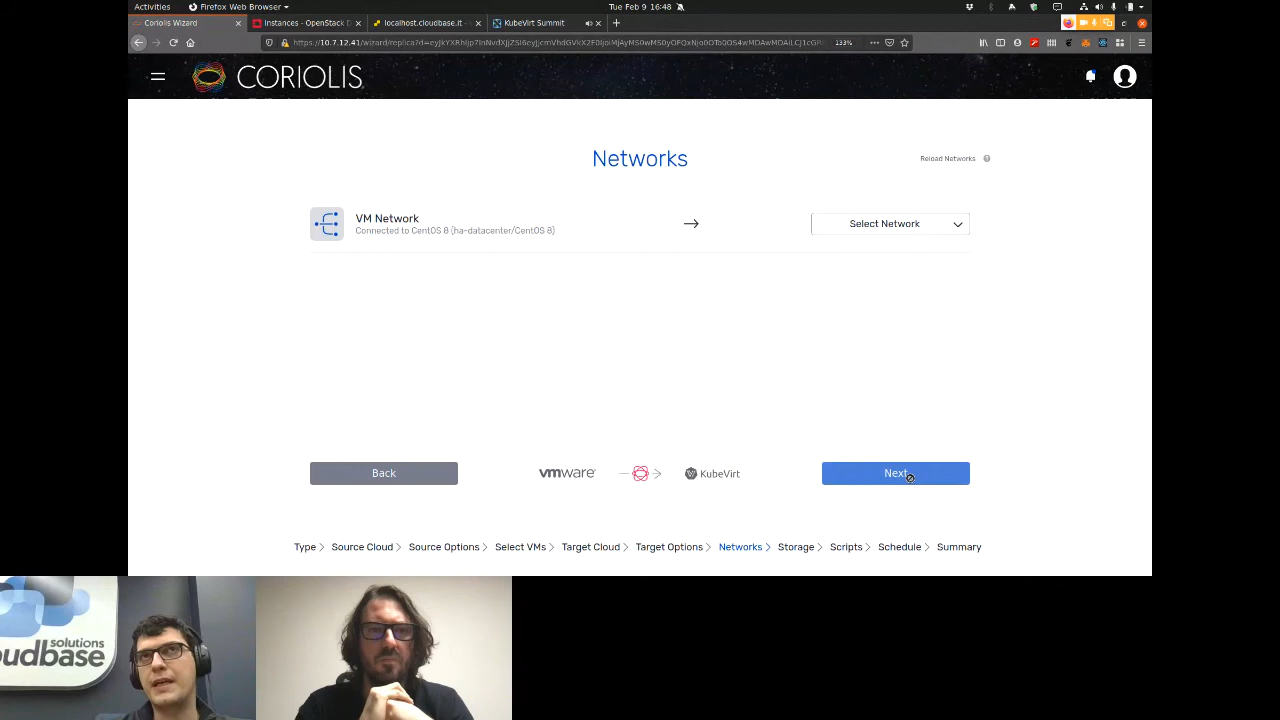 Activities
Firefox Web Browser
Tue Feb 9 16:48
Coriolis Wizard
Instances - OpenStack D
localhost.cloudbase.it -
KubeVirt Summit
133%
CORIOLIS
Networks
Reload Networks
VM Network
Connected to CentOS 8 (ha-datacenter/CentOS 8)
Select Network
Back
vmware
KubeVirt
Next
Type
Source Cloud
Source Options
Select VMs
Target Cloud
Target Options
Networks
Storage
Scripts
Schedule
Summary
solutions
oudbase